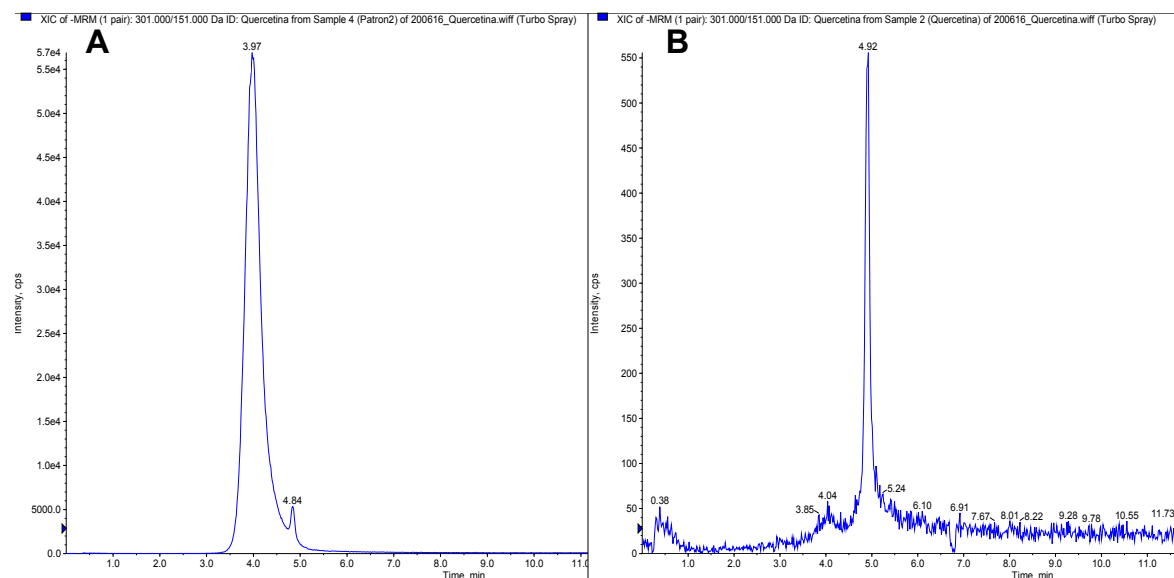 XIC of -MRM (1 pair): 301.000/151.000 Da ID: Quercetina from Sample 4 (Patron2) of 200616_Quercetina.wiff (Turbo Spray)
A
3.97
5.7e4
5.5e4
5.0e4
4.5e4
4.0e4
3.5e4
3.0e4
2.5e4
2.0e4
1.5e4
1.0e4
5000.0
0.0
4.84
Intensity, cps
1.0 2.0 3.0 4.0 5.0 6.0 7.0 8.0 9.0 10.0 11.0
Time, min
XIC of -MRM (1 pair): 301.000/151.000 Da ID: Quercetina from Sample 2 (Quercetina) of 200616_Quercetina.wiff (Turbo Spray)
B
4.92
550
500
450
400
350
300
250
200
150
100
50
0
0.38
3.85
4.04
5.24
6.10
6.91
7.67
8.01
8.22
9.28
9.78
10.55
11.73
Intensity, cps
1.0 2.0 3.0 4.0 5.0 6.0 7.0 8.0 9.0 10.0 11.0
Time, min